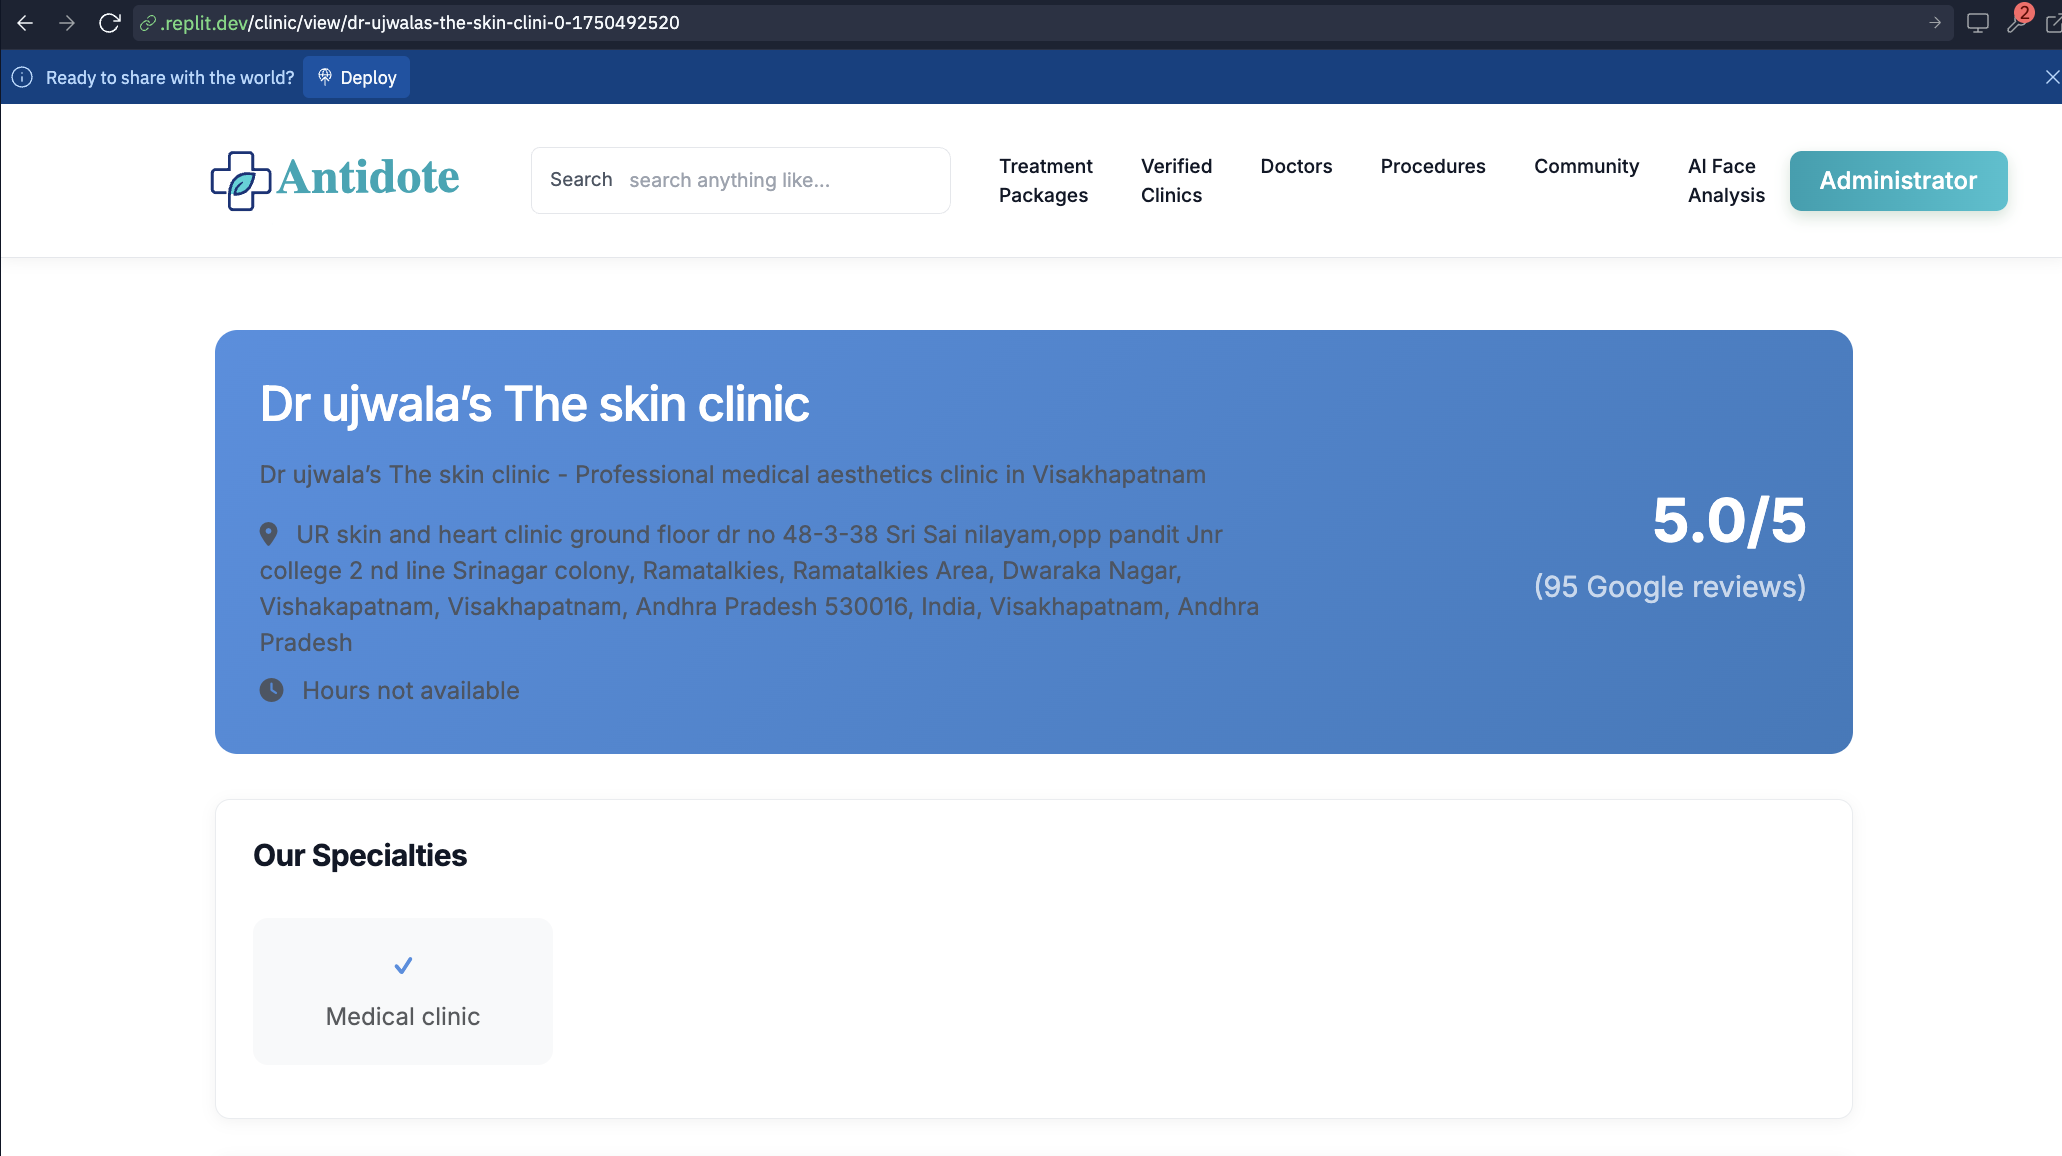 .replit.dev/clinic/view/dr-ujwalas-the-skin-clini-0-1750492520
2
Ready to share with the world?
Deploy
Antidote
Search search anything like...
Treatment
Packages
Verified
Clinics
Doctors
Procedures
Community
AI Face
Analysis
Administrator
Dr ujwala’s The skin clinic
Dr ujwala’s The skin clinic - Professional medical aesthetics clinic in Visakhapatnam
UR skin and heart clinic ground floor dr no 48-3-38 Sri Sai nilayam,opp pandit Jnr
college 2 nd line Srinagar colony, Ramatalkies, Ramatalkies Area, Dwaraka Nagar,
Vishakapatnam, Visakhapatnam, Andhra Pradesh 530016, India, Visakhapatnam, Andhra
Pradesh
Hours not available
5.0/5
(95 Google reviews)
Our Specialties
Medical clinic